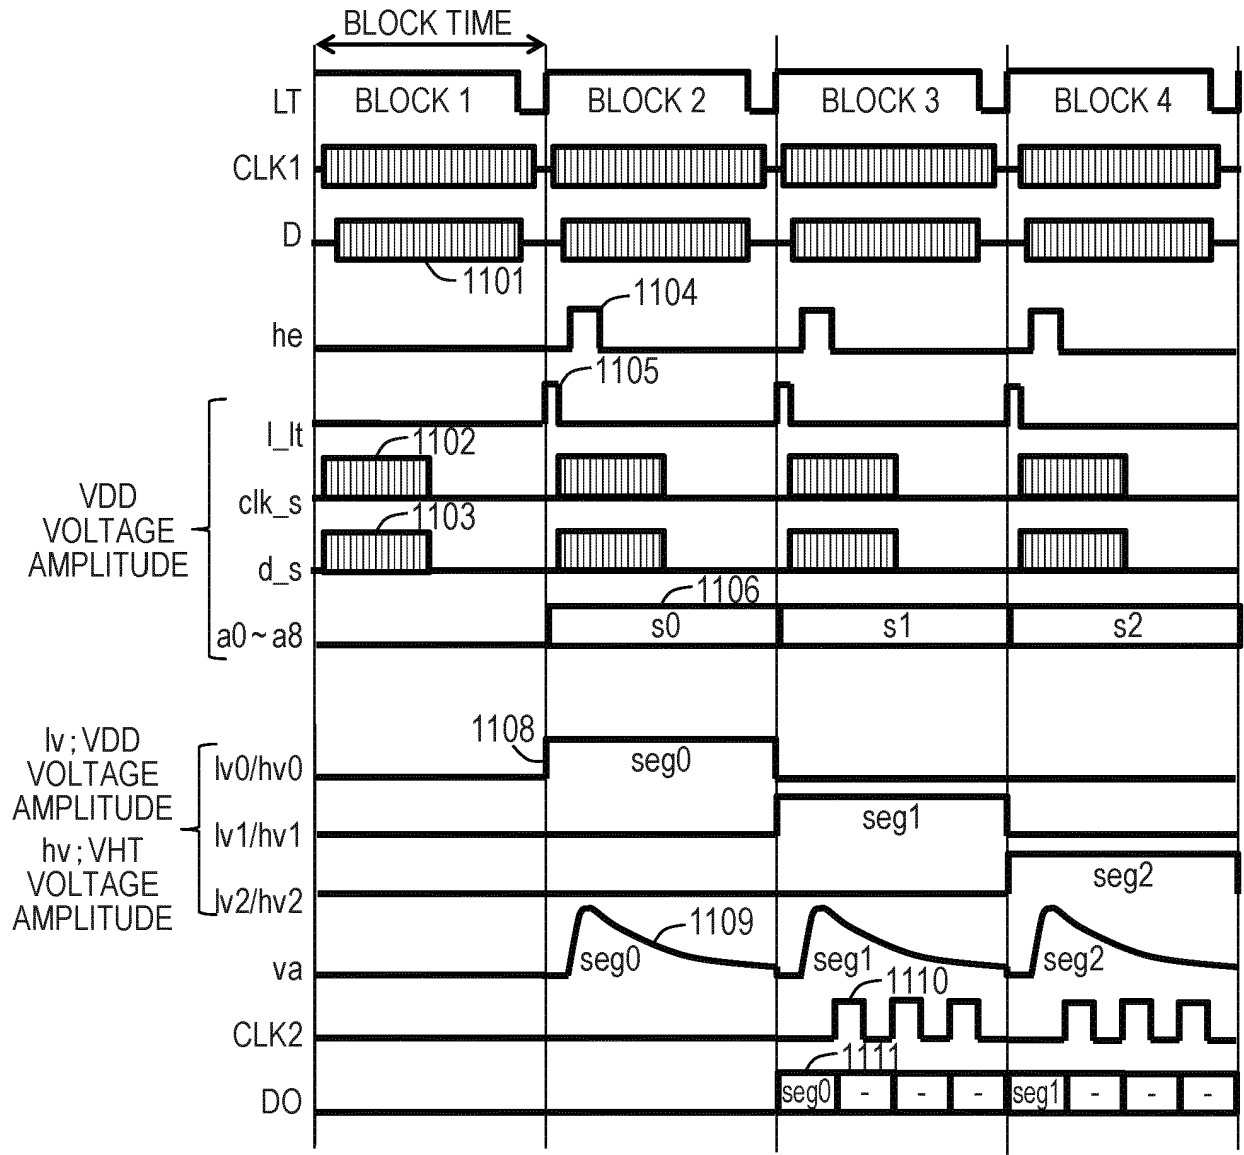 BLOCK TIME
LT
BLOCK 1
BLOCK 2
BLOCK 3
BLOCK 4
CLK1
D
1101
he
1104
1105
l_lt
1102
clk_s
1103
d_s
VDD
VOLTAGE
AMPLITUDE
1106
a0~a8
s0
s1
s2
lv ; VDD
VOLTAGE
AMPLITUDE
hv ; VHT
VOLTAGE
AMPLITUDE
1108
lv0/hv0
seg0
lv1/hv1
seg1
lv2/hv2
seg2
va
seg0
1109
seg1
seg2
CLK2
1110
1111
DO
seg0 - - - seg1 - - -